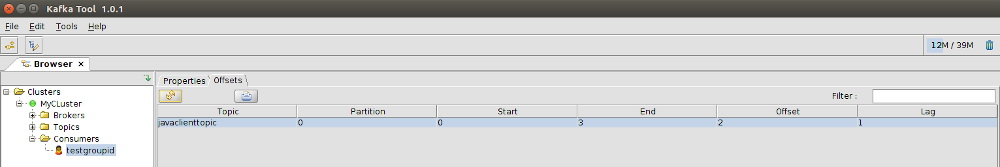 Kafka Tool 1.0.1
File Edit Tools Help
12M / 39M
Browser
Clusters
MyCLuster
Brokers
Topics
Consumers
testgroupid
Properties Offsets
Filter :
Topic Partition Start End Offset Lag
javaclienttopic 0 0 3 2 1